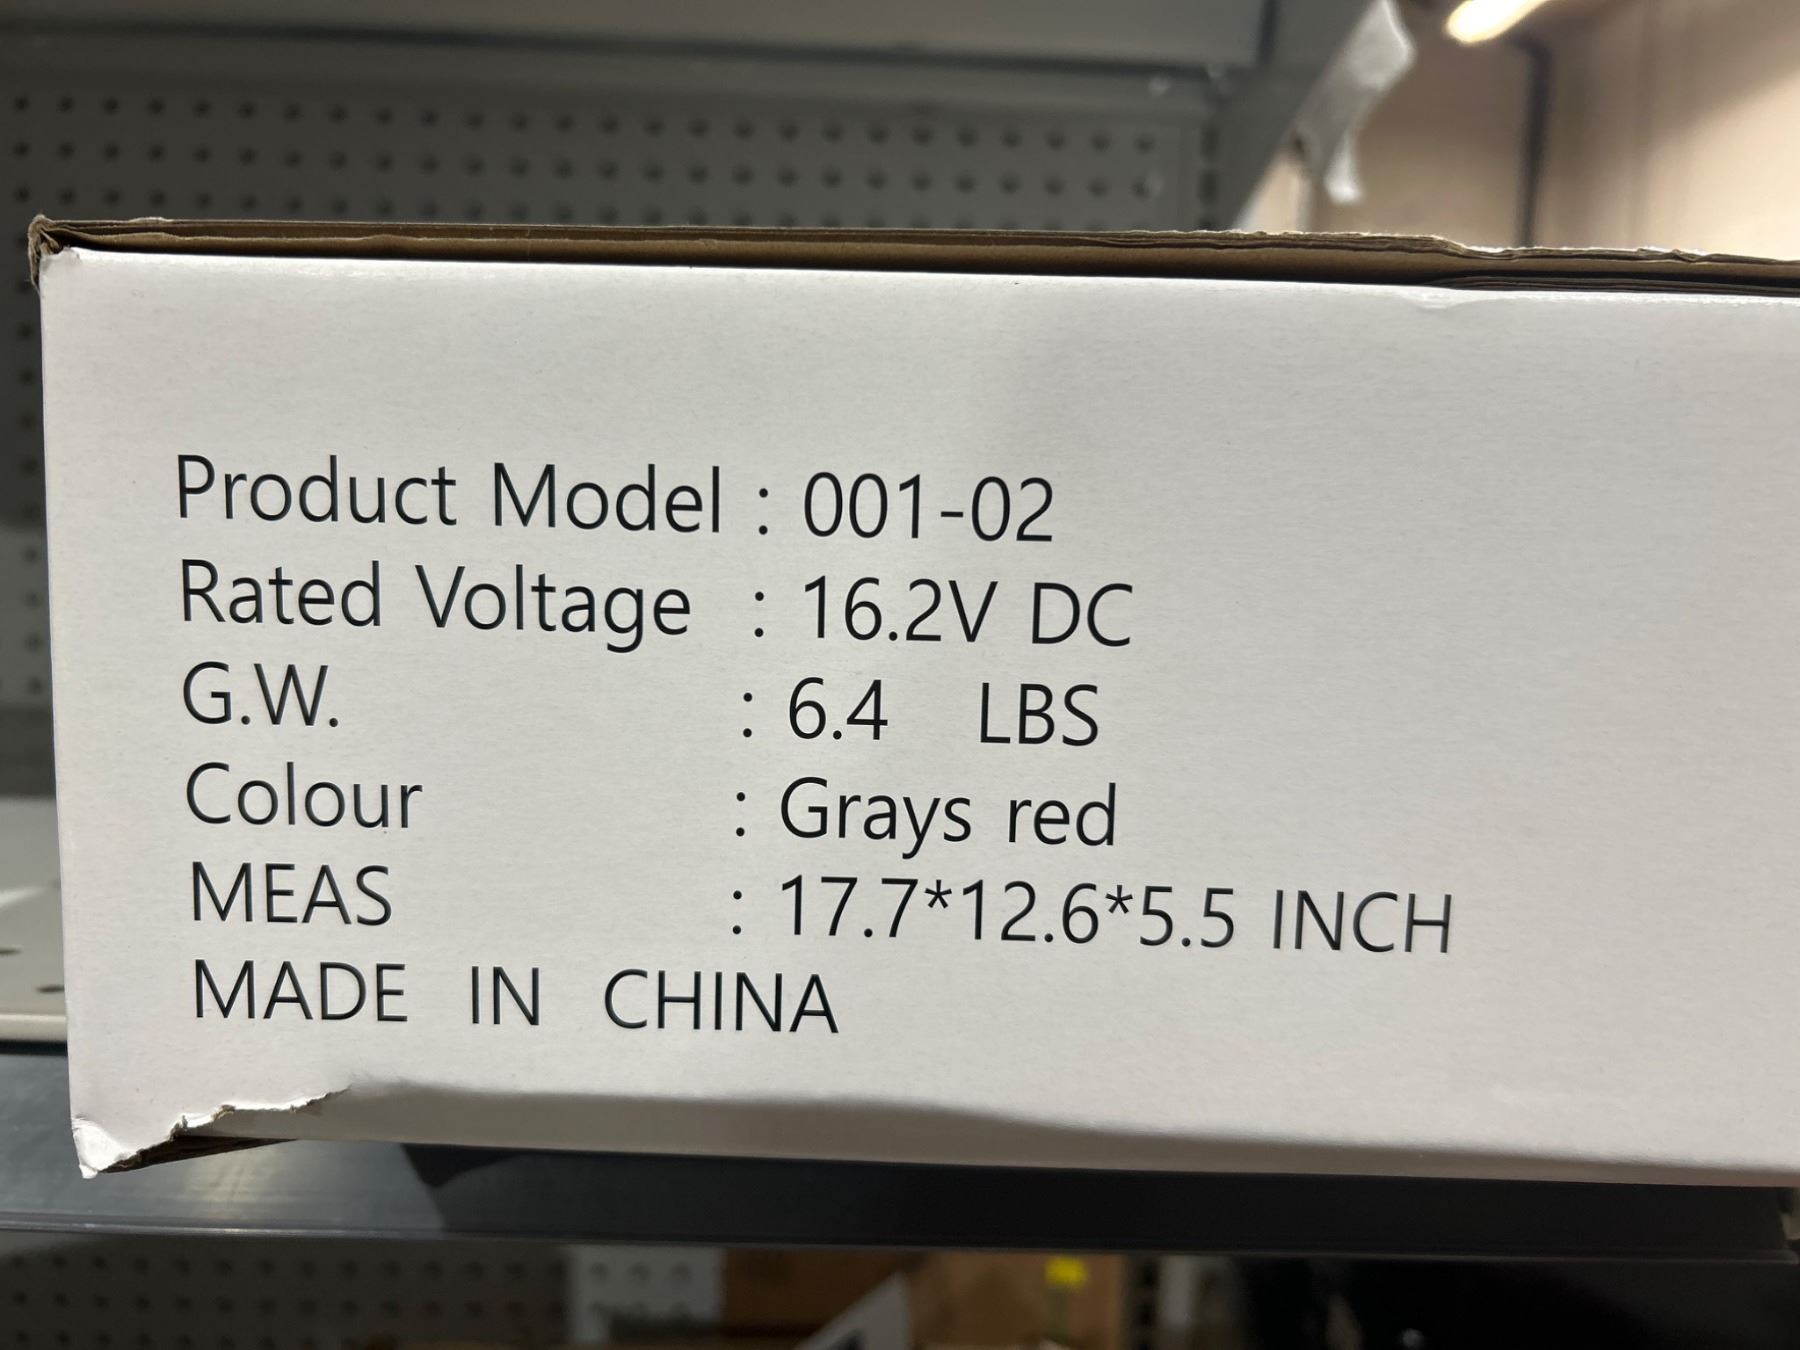 Product Model : 001-02
Rated Voltage : 16.2V DC
G.W. : 6.4 LBS
Colour : Grays red
MEAS : 17.7*12.6*5.5 INCH
MADE IN CHINA